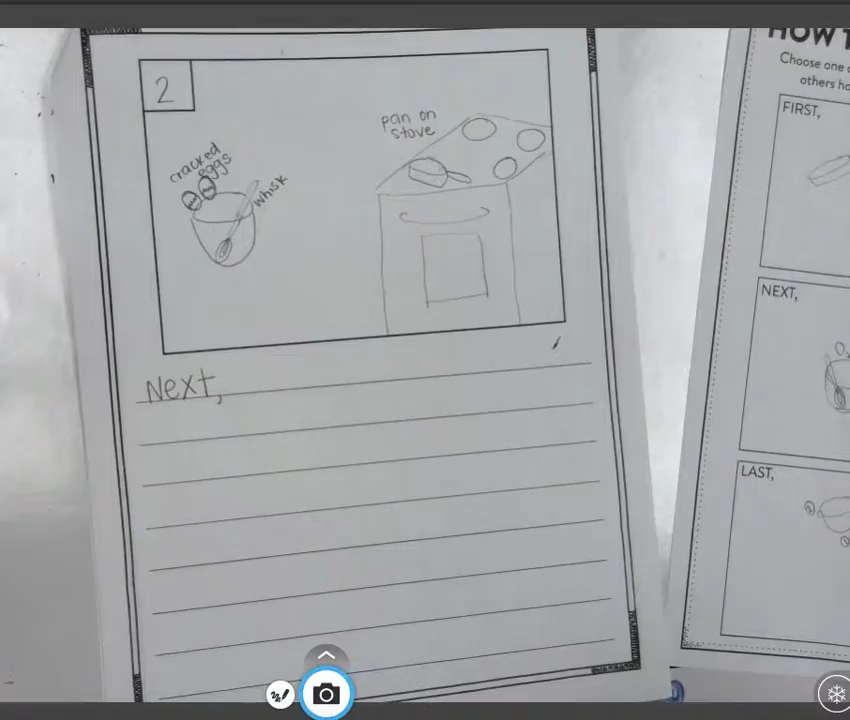 2
pan on
stove
cracked
eggs
whisk
Next,
HOW
Choose one
others
FIRST,
NEXT,
LAST,